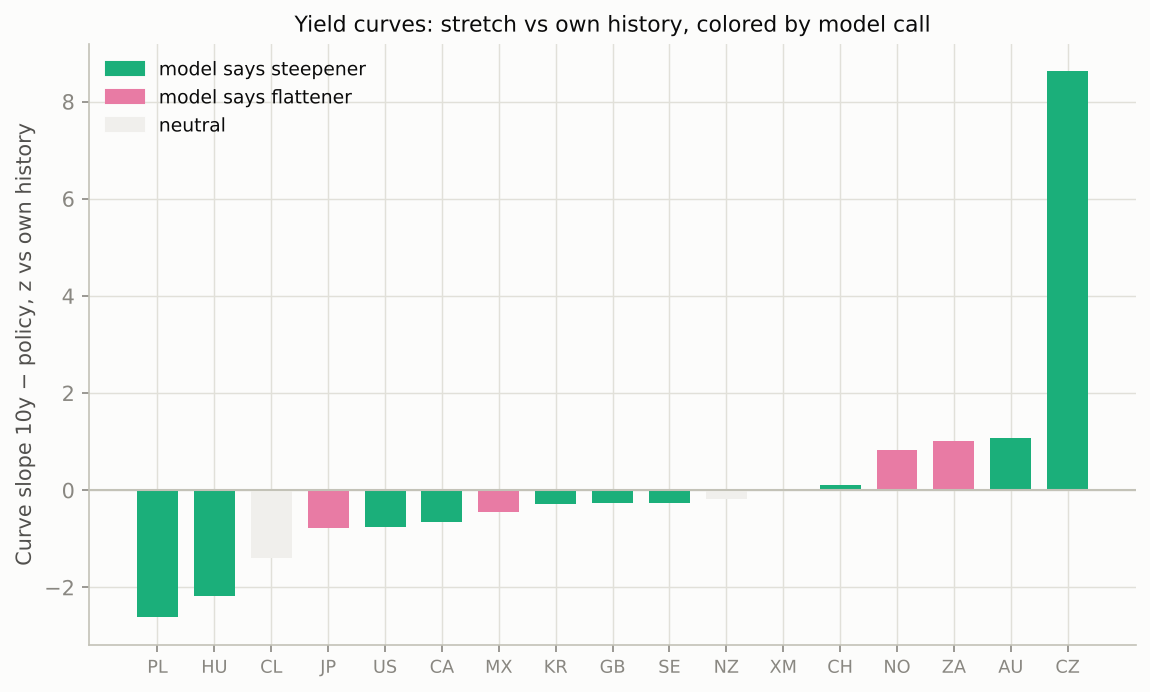 Yield curves: stretch vs own history, colored by model call
model says steepener
model says flattener
neutral
Curve slope 10y − policy, z vs own history
8
6
4
2
0
−2
PL HU CL JP US CA MX KR GB SE NZ XM CH NO ZA AU CZ